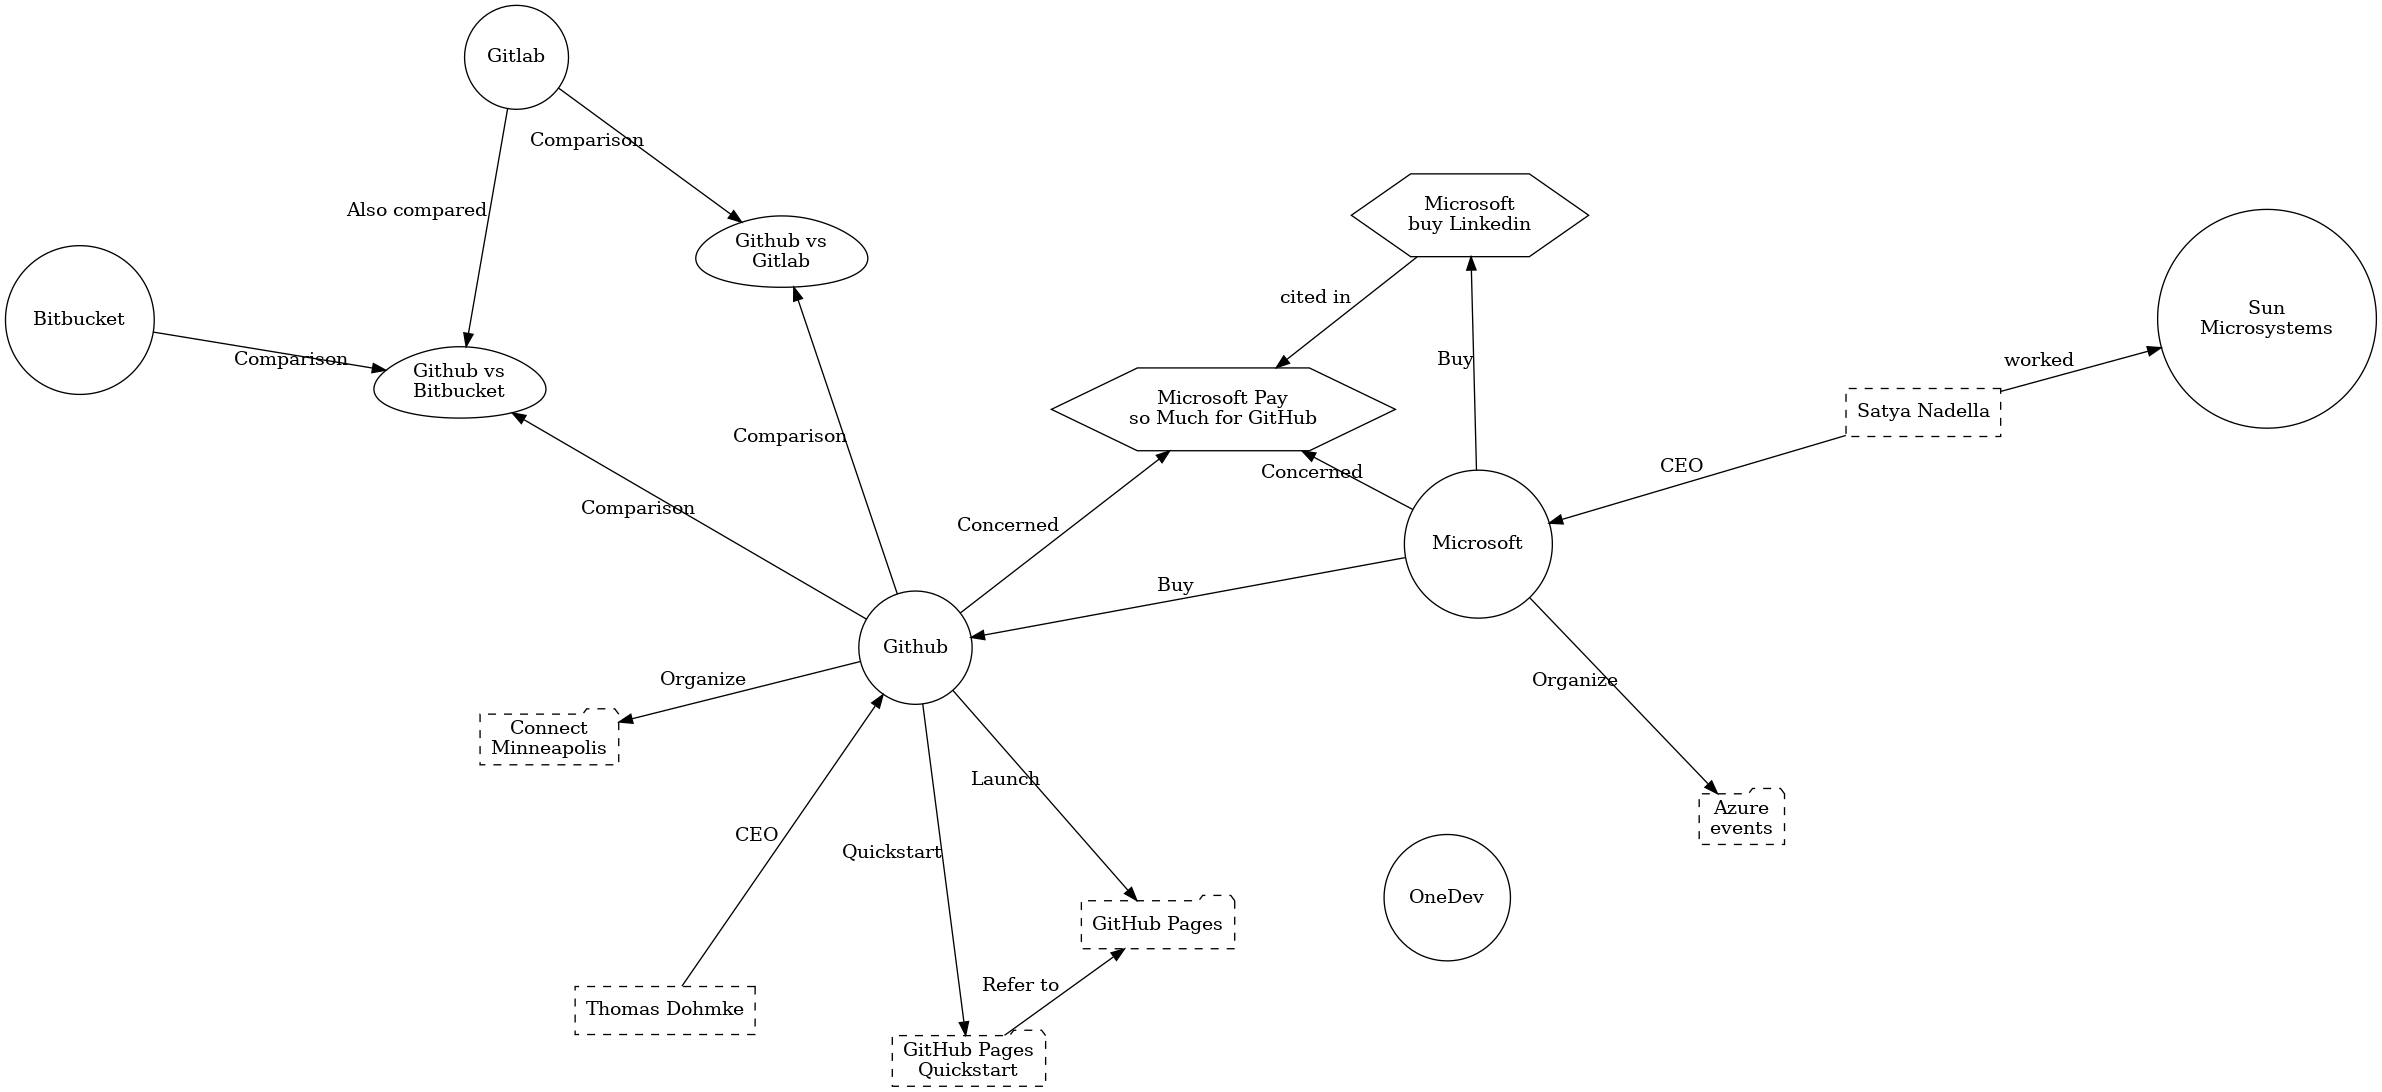 Gitlab
Comparison
Also compared
Github vs
Gitlab
Microsoft
buy Linkedin
cited in
Sun
Microsystems
Bitbucket
Comparison
Github vs
Bitbucket
Buy
worked
Microsoft Pay
so Much for GitHub
Satya Nadella
Comparison
Concerned
CEO
Comparison
Concerned
Microsoft
Buy
Github
Organize
Organize
Connect
Minneapolis
Launch
Azure
events
CEO
Quickstart
OneDev
GitHub Pages
Refer to
Thomas Dohmke
GitHub Pages
Quickstart